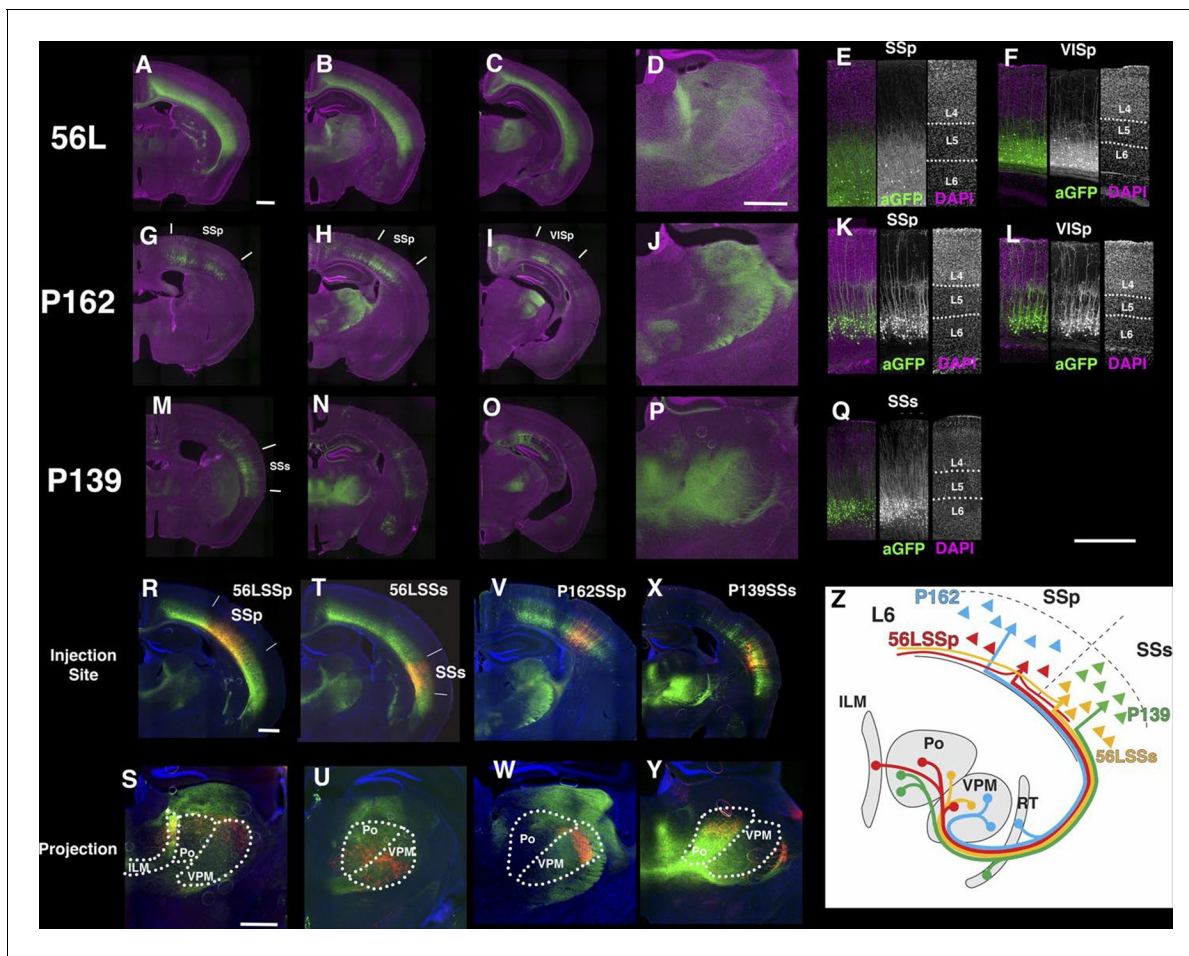 A B C D E SSp F VISp
56L
L4 L5 L6 aGFP DAPI
L4 L5 L6 aGFP DAPI
G SSp H SSp I VISp J K SSp L VISp
P162
L4 L5 L6 aGFP DAPI
L4 L5 L6 aGFP DAPI
M SSs N O P Q SSs
P139
L4 L5 L6 aGFP DAPI
R 56LSSp SSp
T 56LSSs SSs
V P162SSp
X P139SSs
Injection
Site
S ILM Po VPM
U Po VPM
W Po VPM
Y Po VPM
Projection
Z P162 SSp
L6
56LSSp SSs
ILM P139
Po 56LSSs
VPM RT